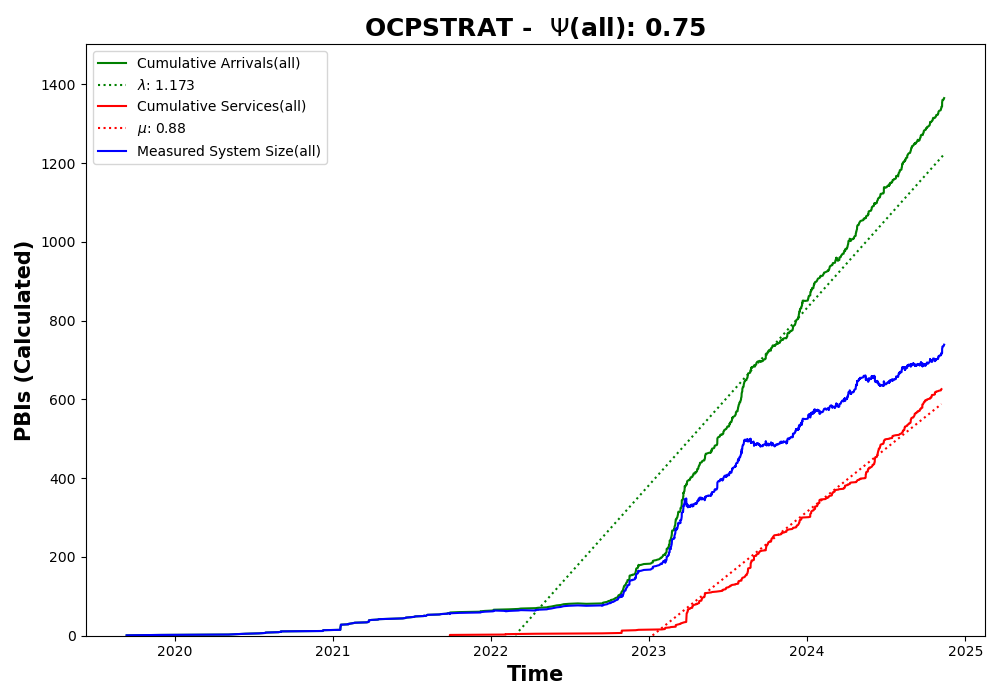 OCPSTRAT - Ψ(all): 0.75
Cumulative Arrivals(all)
λ: 1.173
Cumulative Services(all)
μ: 0.88
Measured System Size(all)
PBIs (Calculated)
1400
1200
1000
800
600
400
200
0
2020 2021 2022 2023 2024 2025
Time